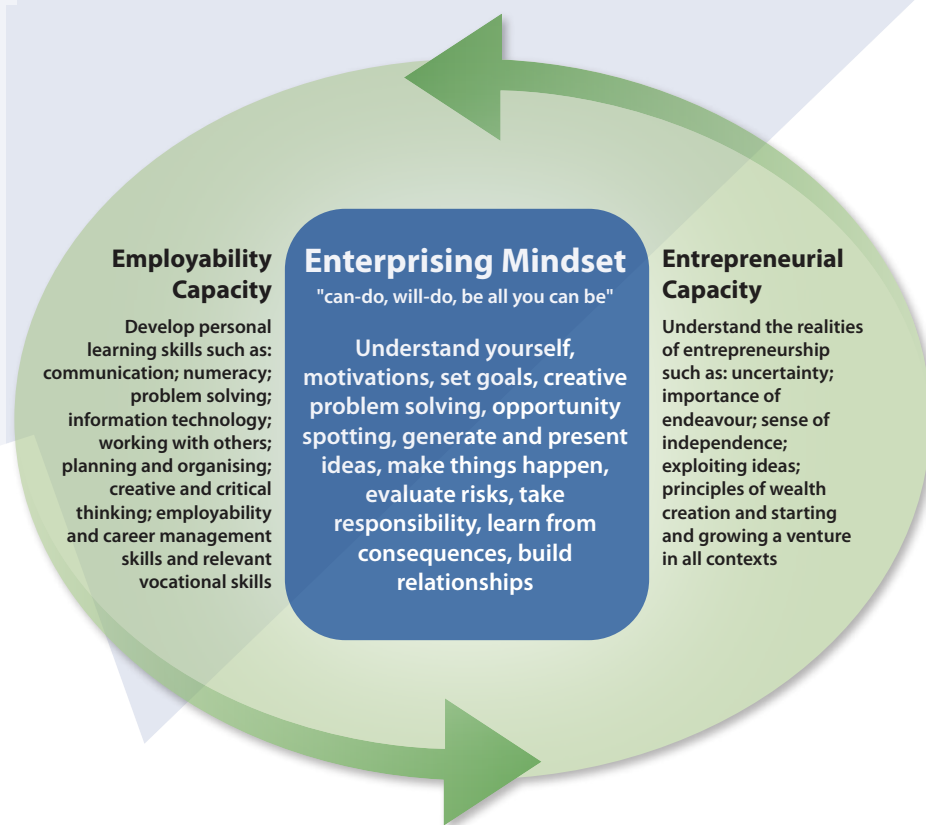 Employability
Capacity
Develop personal
learning skills such as:
communication; numeracy;
problem solving;
information technology;
working with others;
planning and organising;
creative and critical
thinking; employability
and career management
skills and relevant
vocational skills
Enterprising Mindset
"can-do, will-do, be all you can be"
Understand yourself,
motivations, set goals, creative
problem solving, opportunity
spotting, generate and present
ideas, make things happen,
evaluate risks, take
responsibility, learn from
consequences, build
relationships
Entrepreneurial
Capacity
Understand the realities
of entrepreneurship
such as: uncertainty;
importance of
endeavour; sense of
independence;
exploiting ideas;
principles of wealth
creation and starting
and growing a venture
in all contexts